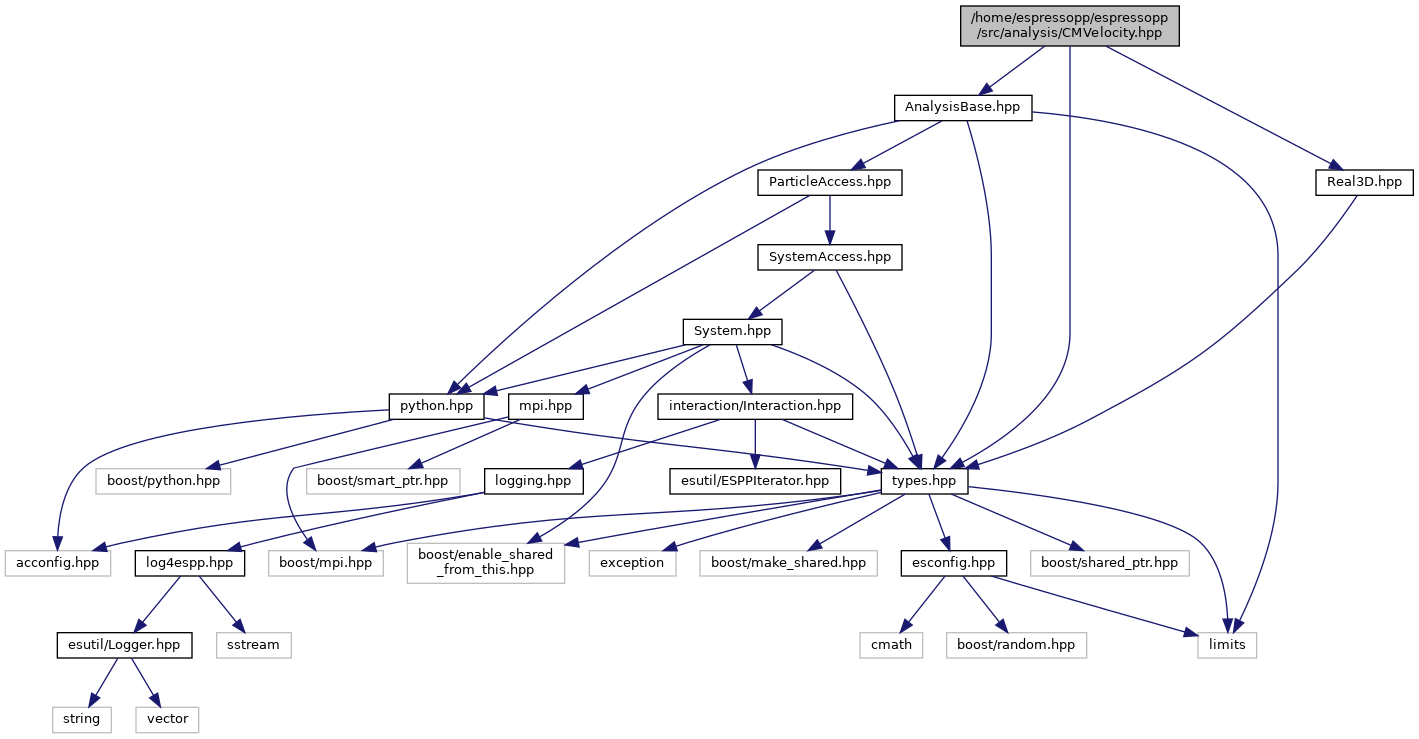 /home/espressopp/espressopp
/src/analysis/CMVelocity.hpp
AnalysisBase.hpp
ParticleAccess.hpp
Real3D.hpp
SystemAccess.hpp
System.hpp
python.hpp
mpi.hpp
interaction/Interaction.hpp
boost/python.hpp
boost/smart_ptr.hpp
logging.hpp
esutil/ESPPIterator.hpp
types.hpp
acconfig.hpp
log4espp.hpp
boost/mpi.hpp
boost/enable_shared
_from_this.hpp
exception
boost/make_shared.hpp
esconfig.hpp
boost/shared_ptr.hpp
esutil/Logger.hpp
sstream
cmath
boost/random.hpp
limits
string
vector